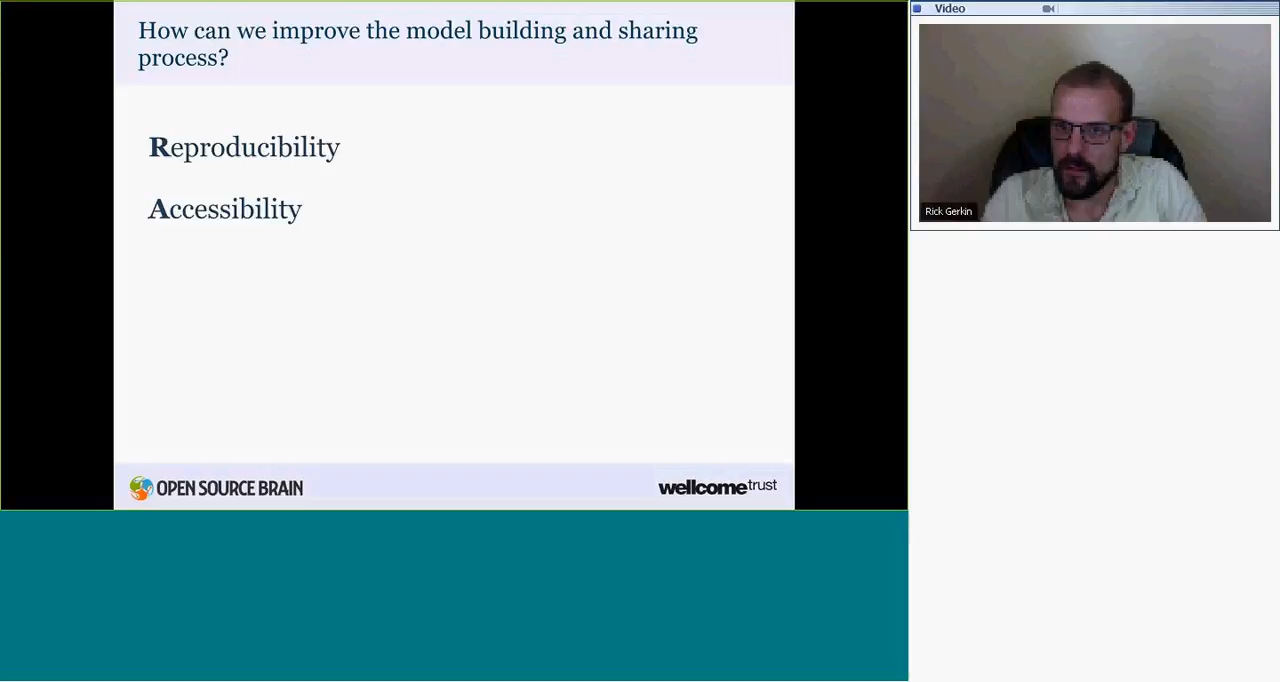 How can we improve the model building and sharing
process?
Reproducibility
Accessibility
OPEN SOURCE BRAIN
wellcometrust
Video
Rick Gerkin